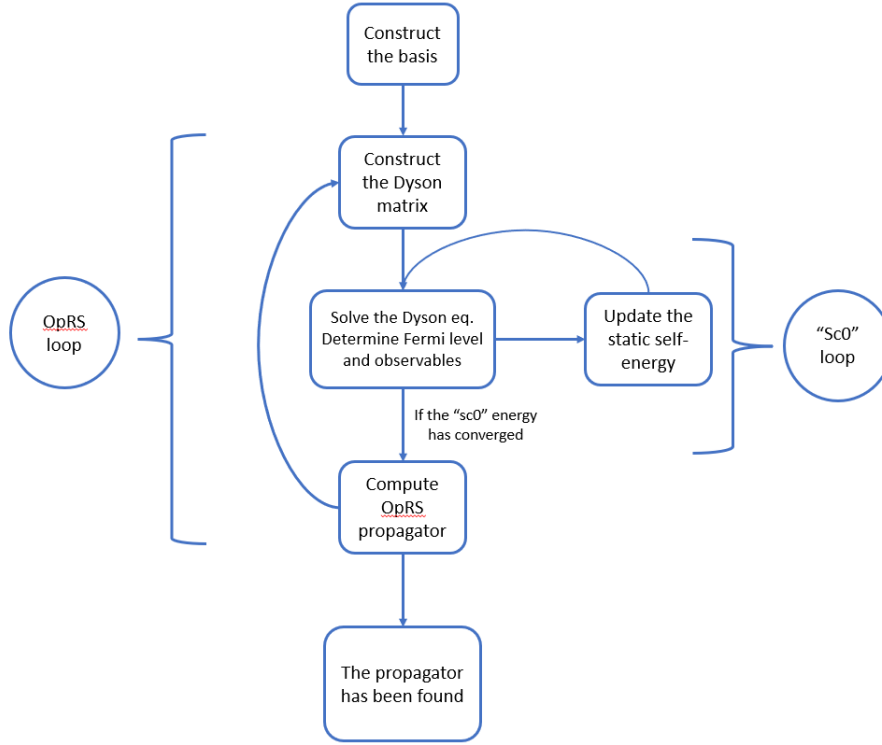 Construct
the basis
Construct
the Dyson
matrix
OpRS
loop
Solve the Dyson eq.
Determine Fermi level
and observables
Update the
static self-
energy
“Sc0”
loop
If the “sc0” energy
has converged
Compute
OpRS
propagator
The propagator
has been found